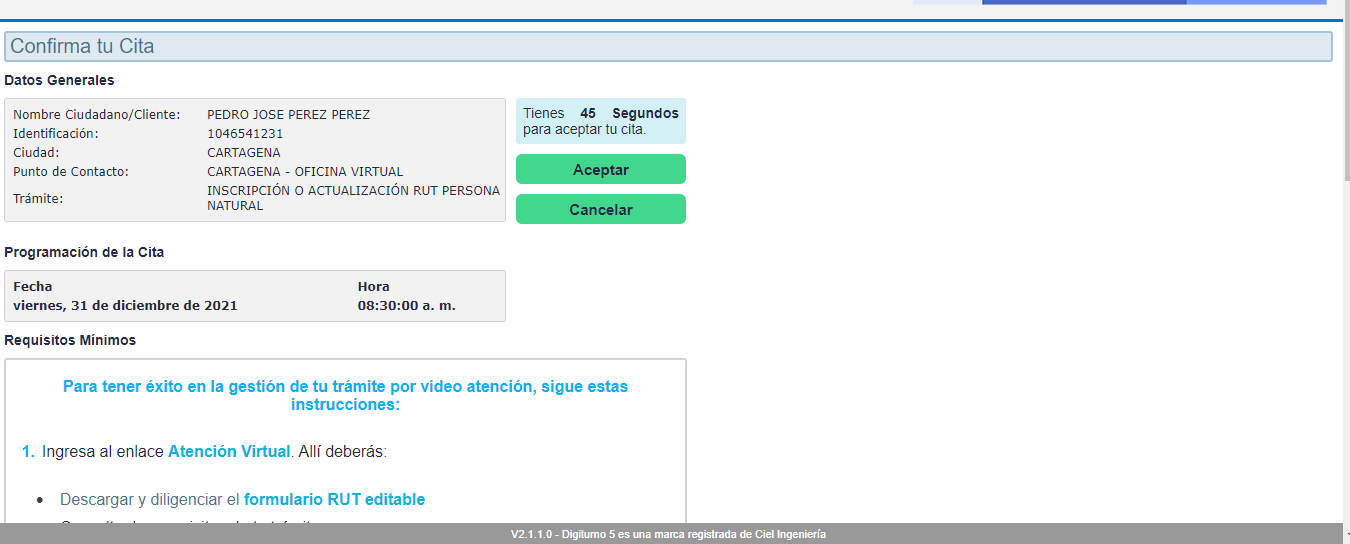 Confirma tu Cita
Datos Generales
Nombre Ciudadano/Cliente: PEDRO JOSE PEREZ PEREZ
Identificación: 1046541231
Ciudad: CARTAGENA
Punto de Contacto: CARTAGENA - OFICINA VIRTUAL
Trámite: INSCRIPCIÓN O ACTUALIZACIÓN RUT PERSONA
NATURAL
Tienes 45 Segundos
para aceptar tu cita.
Aceptar
Cancelar
Programación de la Cita
Fecha Hora
viernes, 31 de diciembre de 2021 08:30:00 a. m.
Requisitos Mínimos
Para tener éxito en la gestión de tu trámite por video atención, sigue estas
instrucciones:
1. Ingresa al enlace Atención Virtual. Allí deberás:
• Descargar y diligenciar el formulario RUT editable
V2.1.1.0 - Digiturno 5 es una marca registrada de Ciel Ingeniería